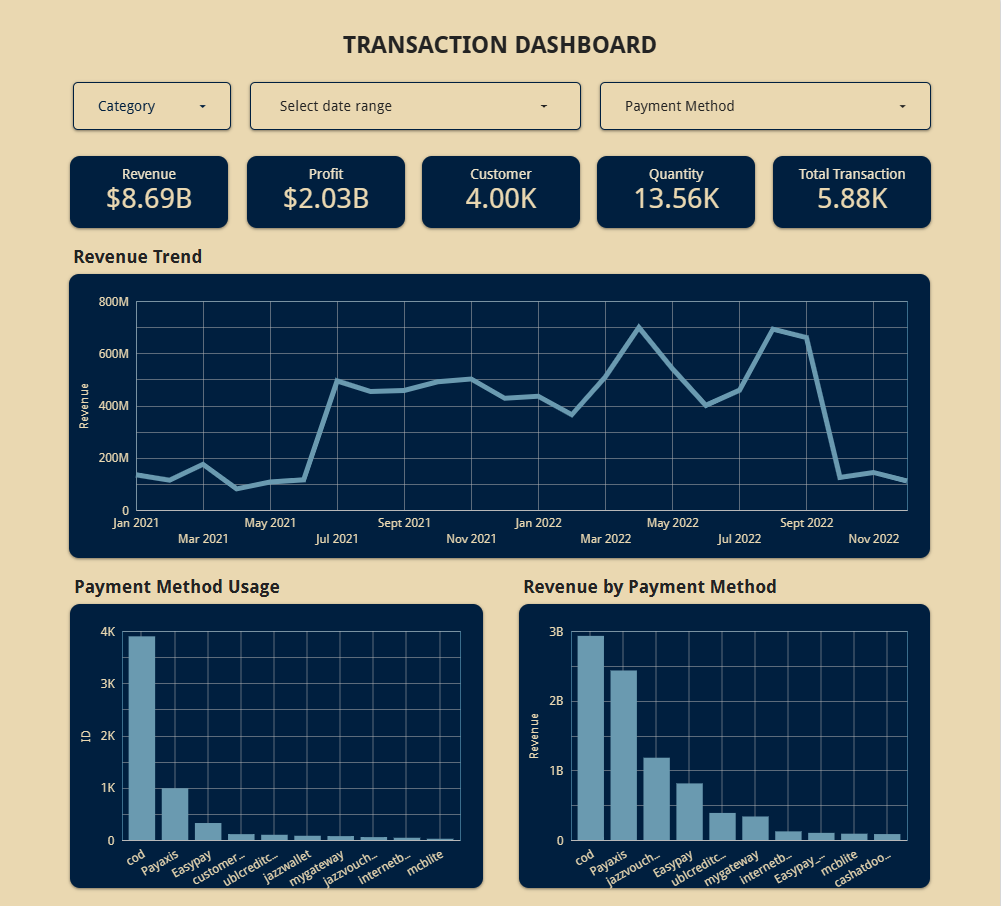 TRANSACTION DASHBOARD
Category
Select date range
Payment Method
Revenue
$8.69B
Profit
$2.03B
Customer
4.00K
Quantity
13.56K
Total Transaction
5.88K
Revenue Trend
Revenue
800M
600M
400M
200M
0
Jan 2021
Mar 2021
May 2021
Jul 2021
Sept 2021
Nov 2021
Jan 2022
Mar 2022
May 2022
Jul 2022
Sept 2022
Nov 2022
Payment Method Usage
ID
4K
3K
2K
1K
0
cod
Payaxis
Easypay
customer...
ublcreditc...
jazzwallet
mygateway
jazzvouch...
internetb...
mcblite
Revenue by Payment Method
Revenue
3B
2B
1B
0
cod
Payaxis
jazzvouch...
Easypay
ublcreditc...
mygateway
internetb...
Easypay_...
mcblite
cashatdoo...